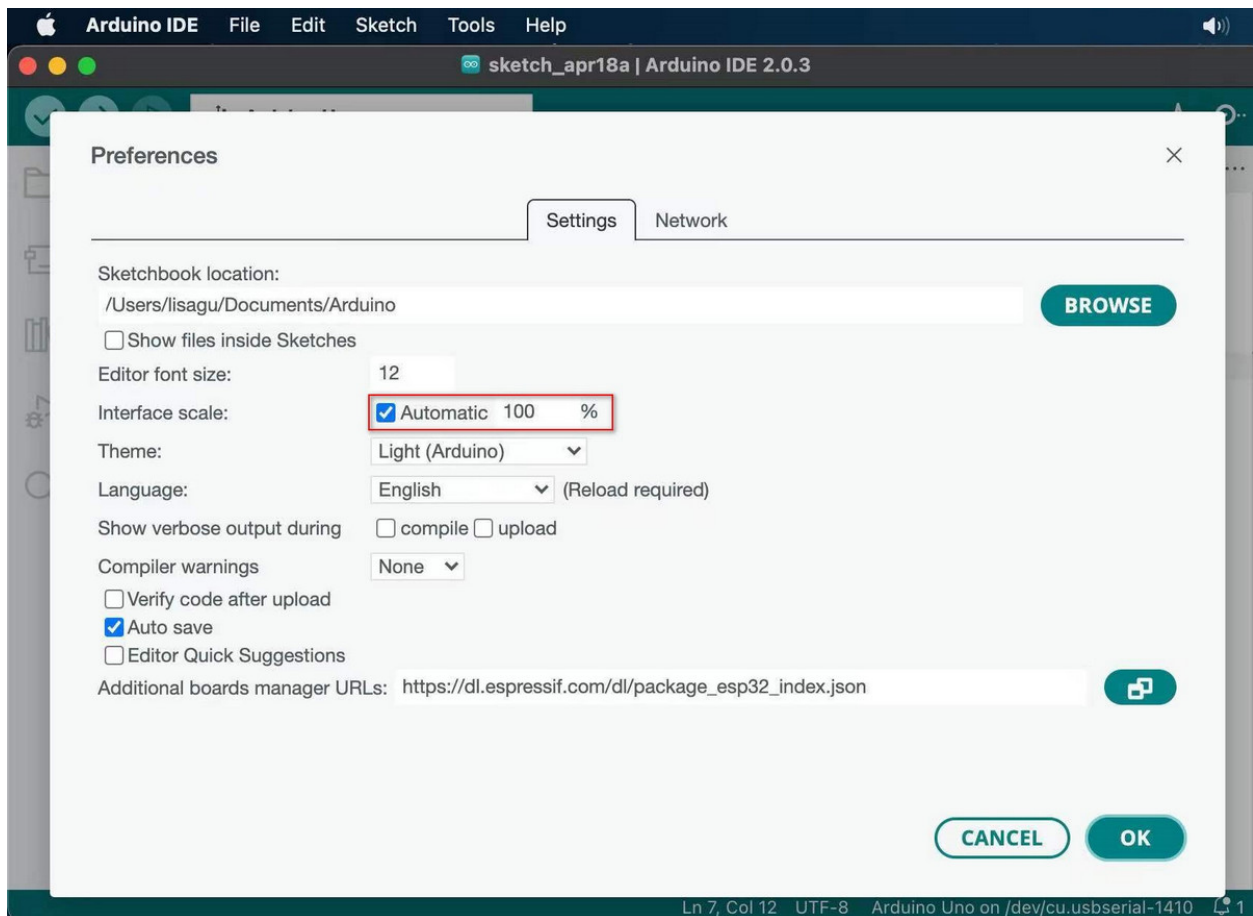 Arduino IDE File Edit Sketch Tools Help
sketch_apr18a | Arduino IDE 2.0.3
Preferences
Settings Network
Sketchbook location:
/Users/lisagu/Documents/Arduino BROWSE
Show files inside Sketches
Editor font size: 12
Interface scale: Automatic 100 %
Theme: Light (Arduino)
Language: English (Reload required)
Show verbose output during compile upload
Compiler warnings None
Verify code after upload
Auto save
Editor Quick Suggestions
Additional boards manager URLs: https://dl.espressif.com/dl/package_esp32_index.json
CANCEL OK
Ln 7, Col 12 UTF-8 Arduino Uno on /dev/cu.usbserial-1410 1